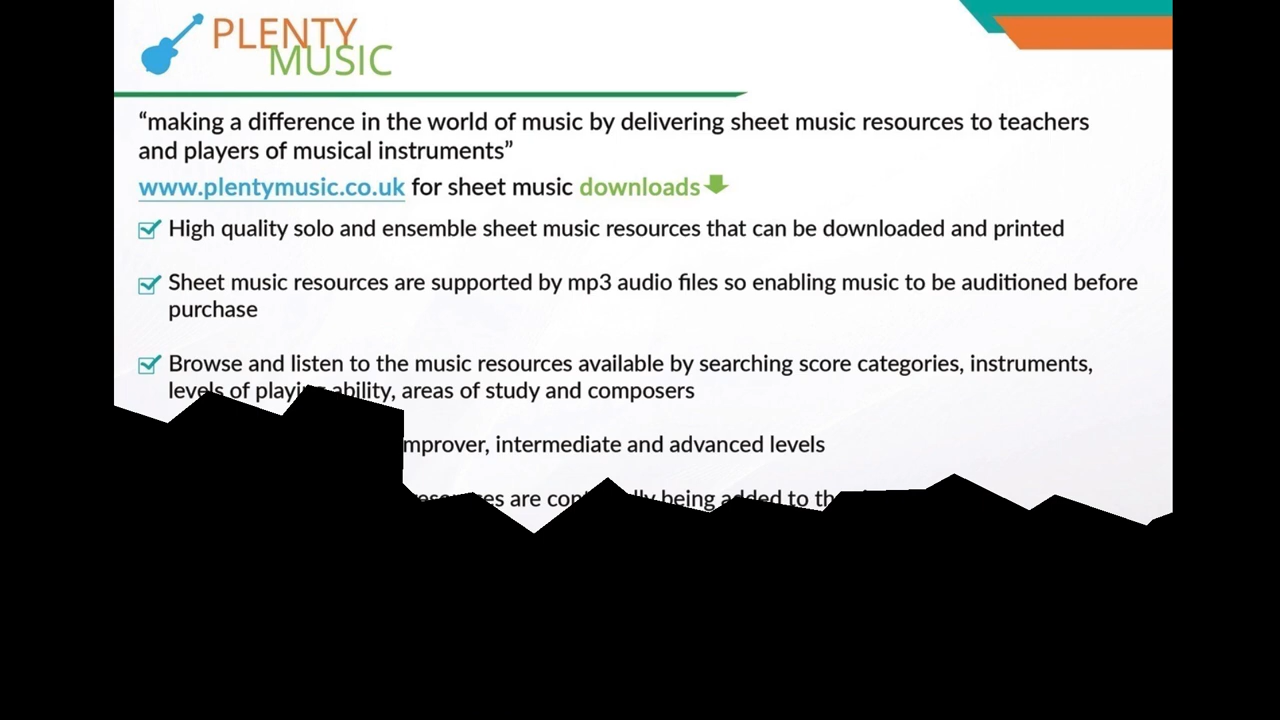 PLENTY
MUSIC
“making a difference in the world of music by delivering sheet music resources to teachers
and players of musical instruments”
www.plentymusic.co.uk for sheet music downloads
High quality solo and ensemble sheet music resources that can be downloaded and printed
Sheet music resources are supported by mp3 audio files so enabling music to be auditioned before
purchase
Browse and listen to the music resources available by searching score categories, instruments,
levels of playing ability, areas of study and composers
intermediate and advanced levels
are being added to